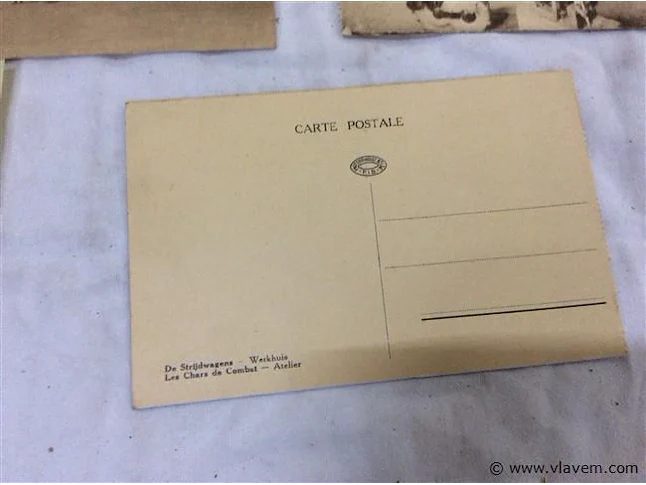 CARTE POSTALE
De Strijdwagens - Werkhuis
Les Chars de Combat — Atelier
© www.vlavem.com